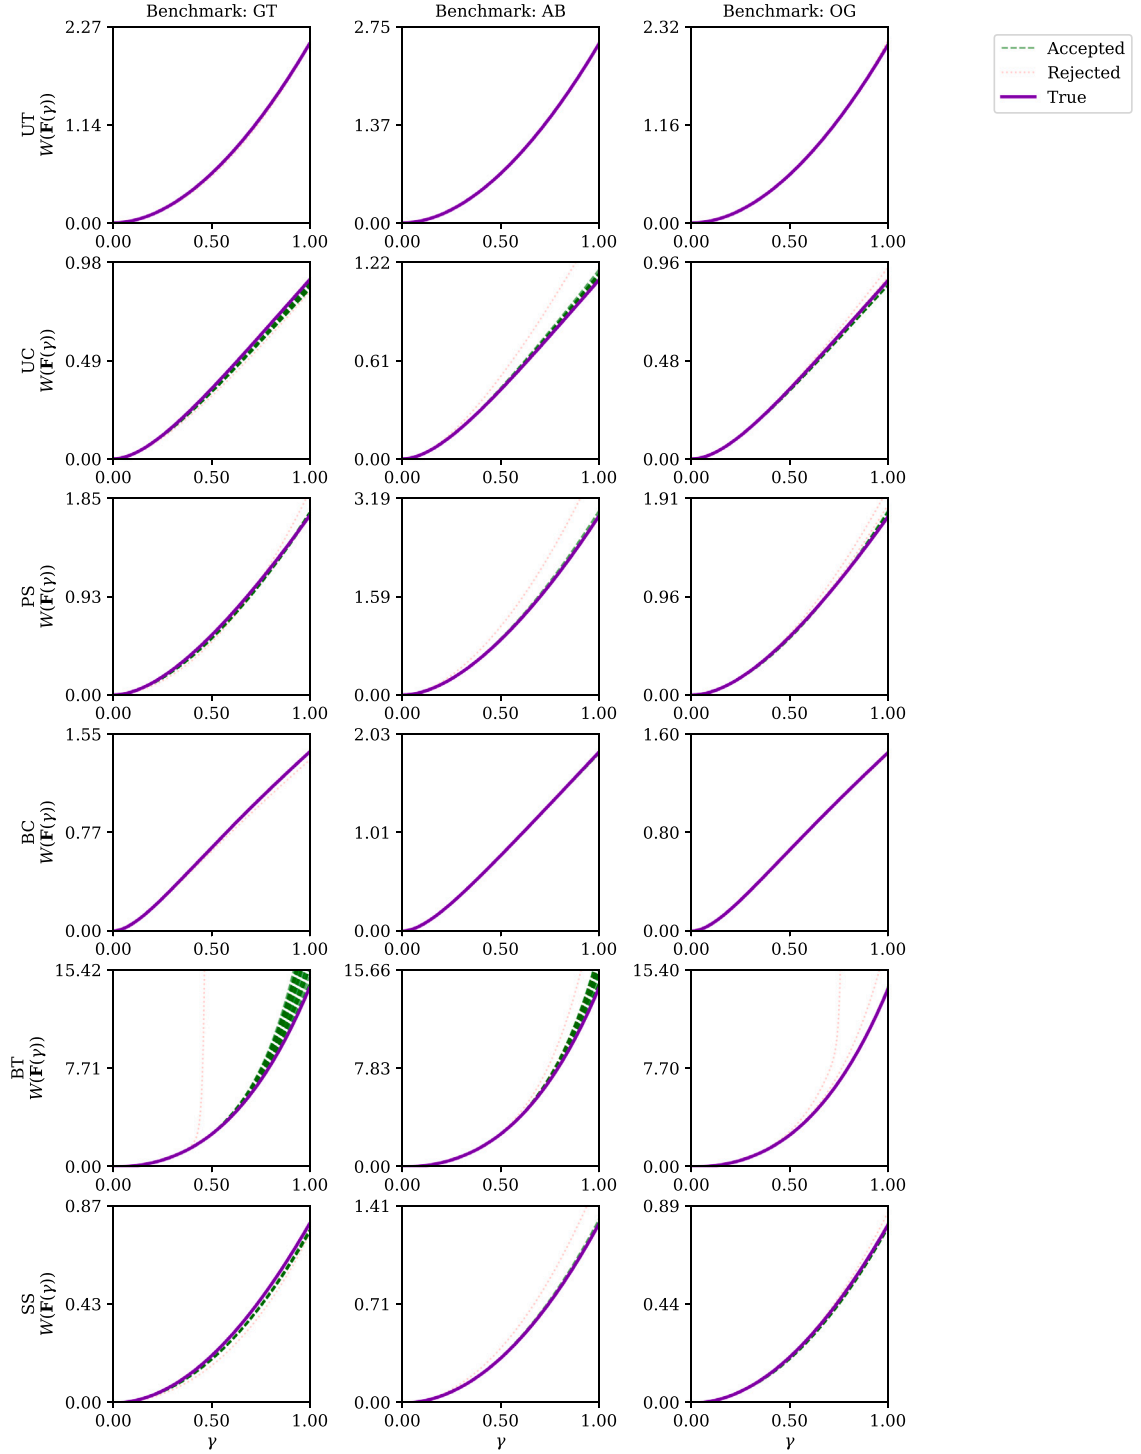 Benchmark: GT
Benchmark: AB
Benchmark: OG
Accepted
Rejected
True
UT
W(F(γ))
2.27
1.14
0.00
0.00 0.50 1.00
2.75
1.37
0.00
0.00 0.50 1.00
2.32
1.16
0.00
0.00 0.50 1.00
UC
W(F(γ))
0.98
0.49
0.00
0.00 0.50 1.00
1.22
0.61
0.00
0.00 0.50 1.00
0.96
0.48
0.00
0.00 0.50 1.00
PS
W(F(γ))
1.85
0.93
0.00
0.00 0.50 1.00
3.19
1.59
0.00
0.00 0.50 1.00
1.91
0.96
0.00
0.00 0.50 1.00
BC
W(F(γ))
1.55
0.77
0.00
0.00 0.50 1.00
2.03
1.01
0.00
0.00 0.50 1.00
1.60
0.80
0.00
0.00 0.50 1.00
BT
W(F(γ))
15.42
7.71
0.00
0.00 0.50 1.00
15.66
7.83
0.00
0.00 0.50 1.00
15.40
7.70
0.00
0.00 0.50 1.00
SS
W(F(γ))
0.87
0.43
0.00
0.00 0.50 1.00
γ
1.41
0.71
0.00
0.00 0.50 1.00
γ
0.89
0.44
0.00
0.00 0.50 1.00
γ